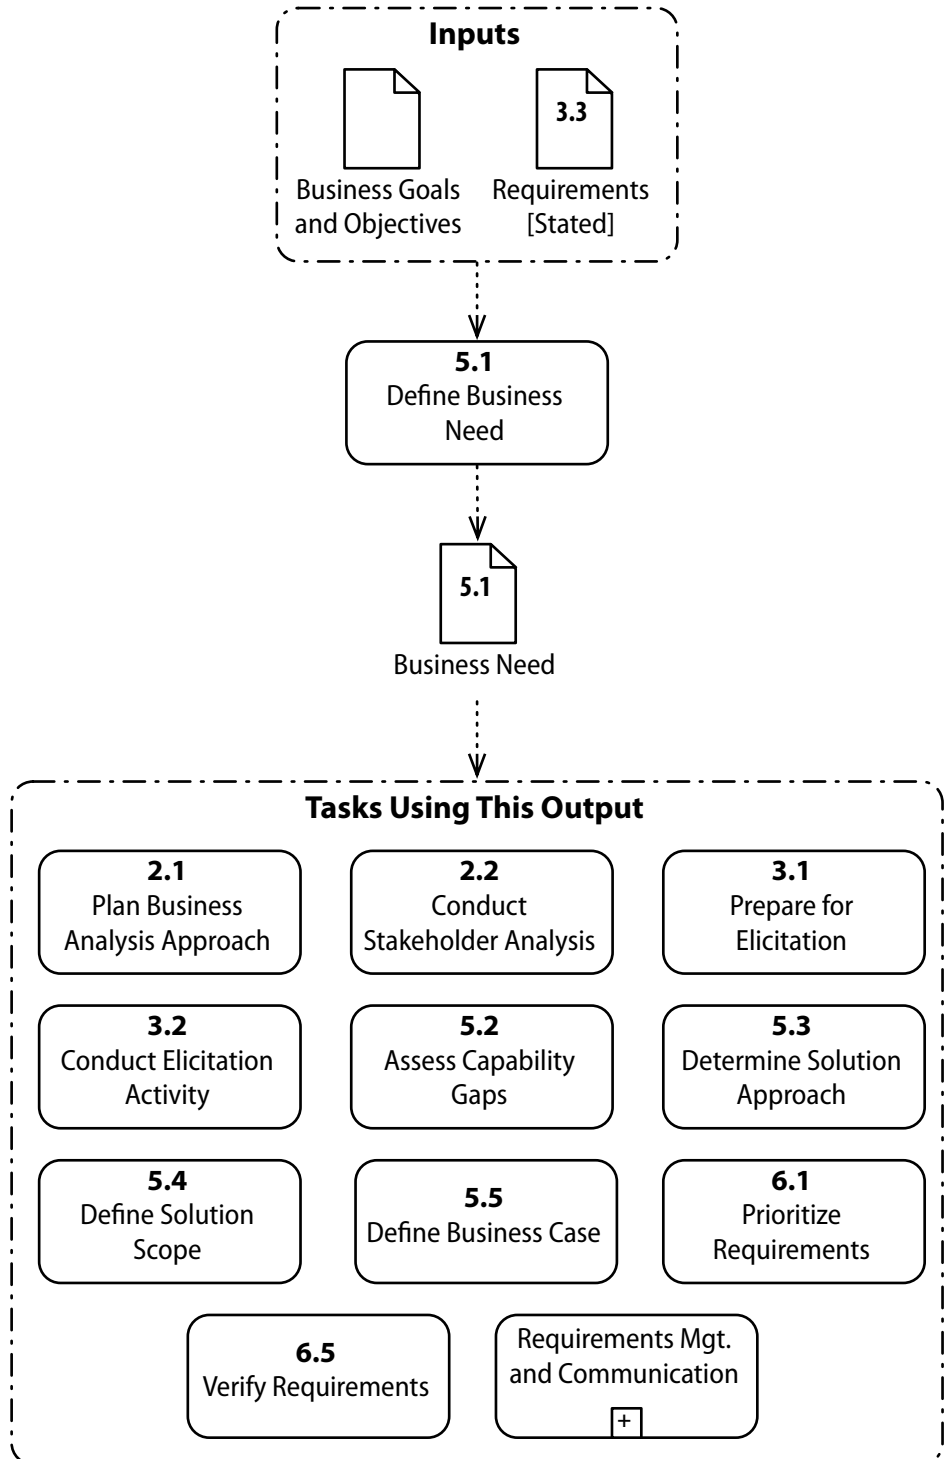 Inputs
3.3
Business Goals
and Objectives
Requirements
[Stated]
5.1
Define Business
Need
5.1
Business Need
Tasks Using This Output
2.1
Plan Business
Analysis Approach
2.2
Conduct
Stakeholder Analysis
3.1
Prepare for
Elicitation
3.2
Conduct Elicitation
Activity
5.2
Assess Capability
Gaps
5.3
Determine Solution
Approach
5.4
Define Solution
Scope
5.5
Define Business Case
6.1
Prioritize
Requirements
6.5
Verify Requirements
Requirements Mgt.
and Communication
+